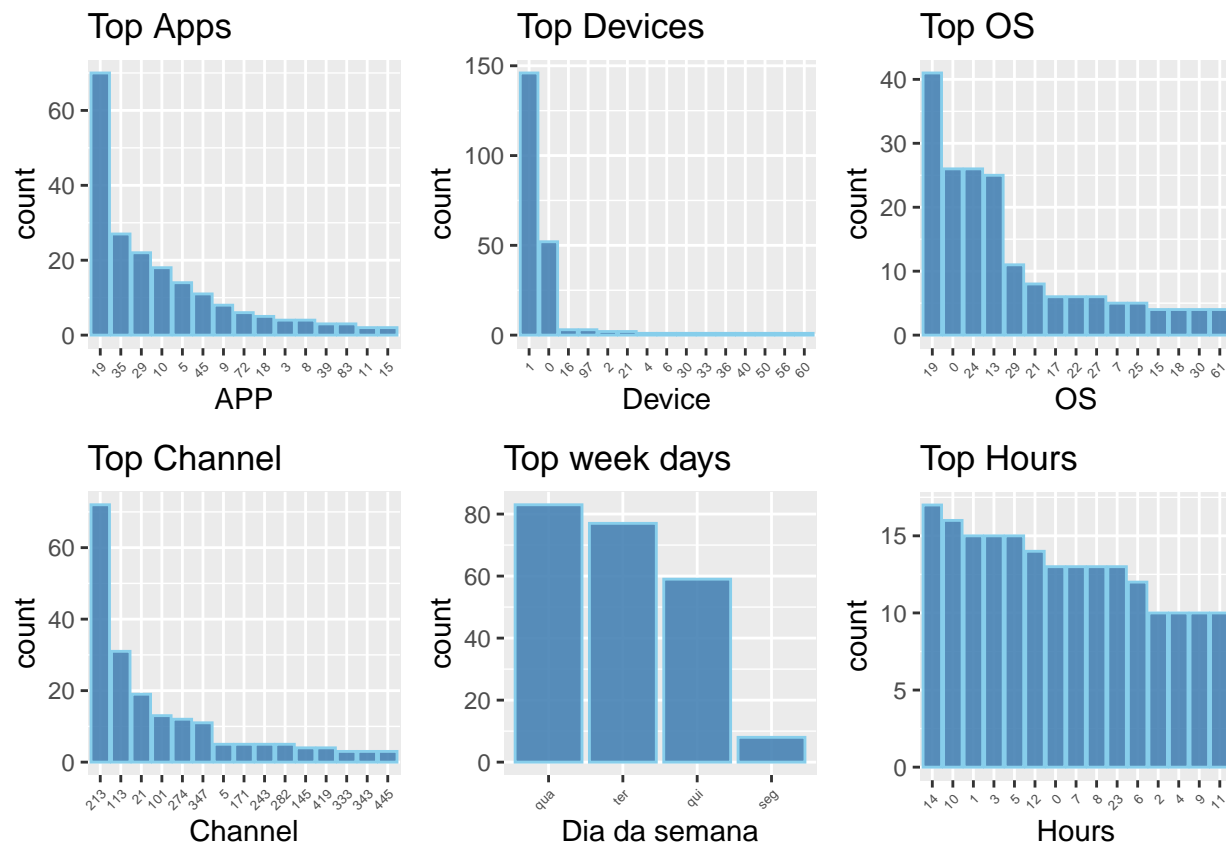 Top Apps
count
60
40
20
0
19 35 29 10 5 45 9 72 18 3 8 39 83 11 15
APP
Top Devices
count
150
100
50
0
1 0 16 97 2 21 4 6 30 33 36 40 50 56 60
Device
Top OS
count
40
30
20
10
0
19 0 24 13 29 21 17 22 27 7 25 15 18 30 61
OS
Top Channel
count
60
40
20
0
213 113 21 101 274 347 5 171 243 282 145 419 333 343 445
Channel
Top week days
count
80
60
40
20
0
qua ter qui seg
Dia da semana
Top Hours
count
15
10
5
0
14 10 1 3 5 12 0 7 8 23 6 2 4 9 11
Hours